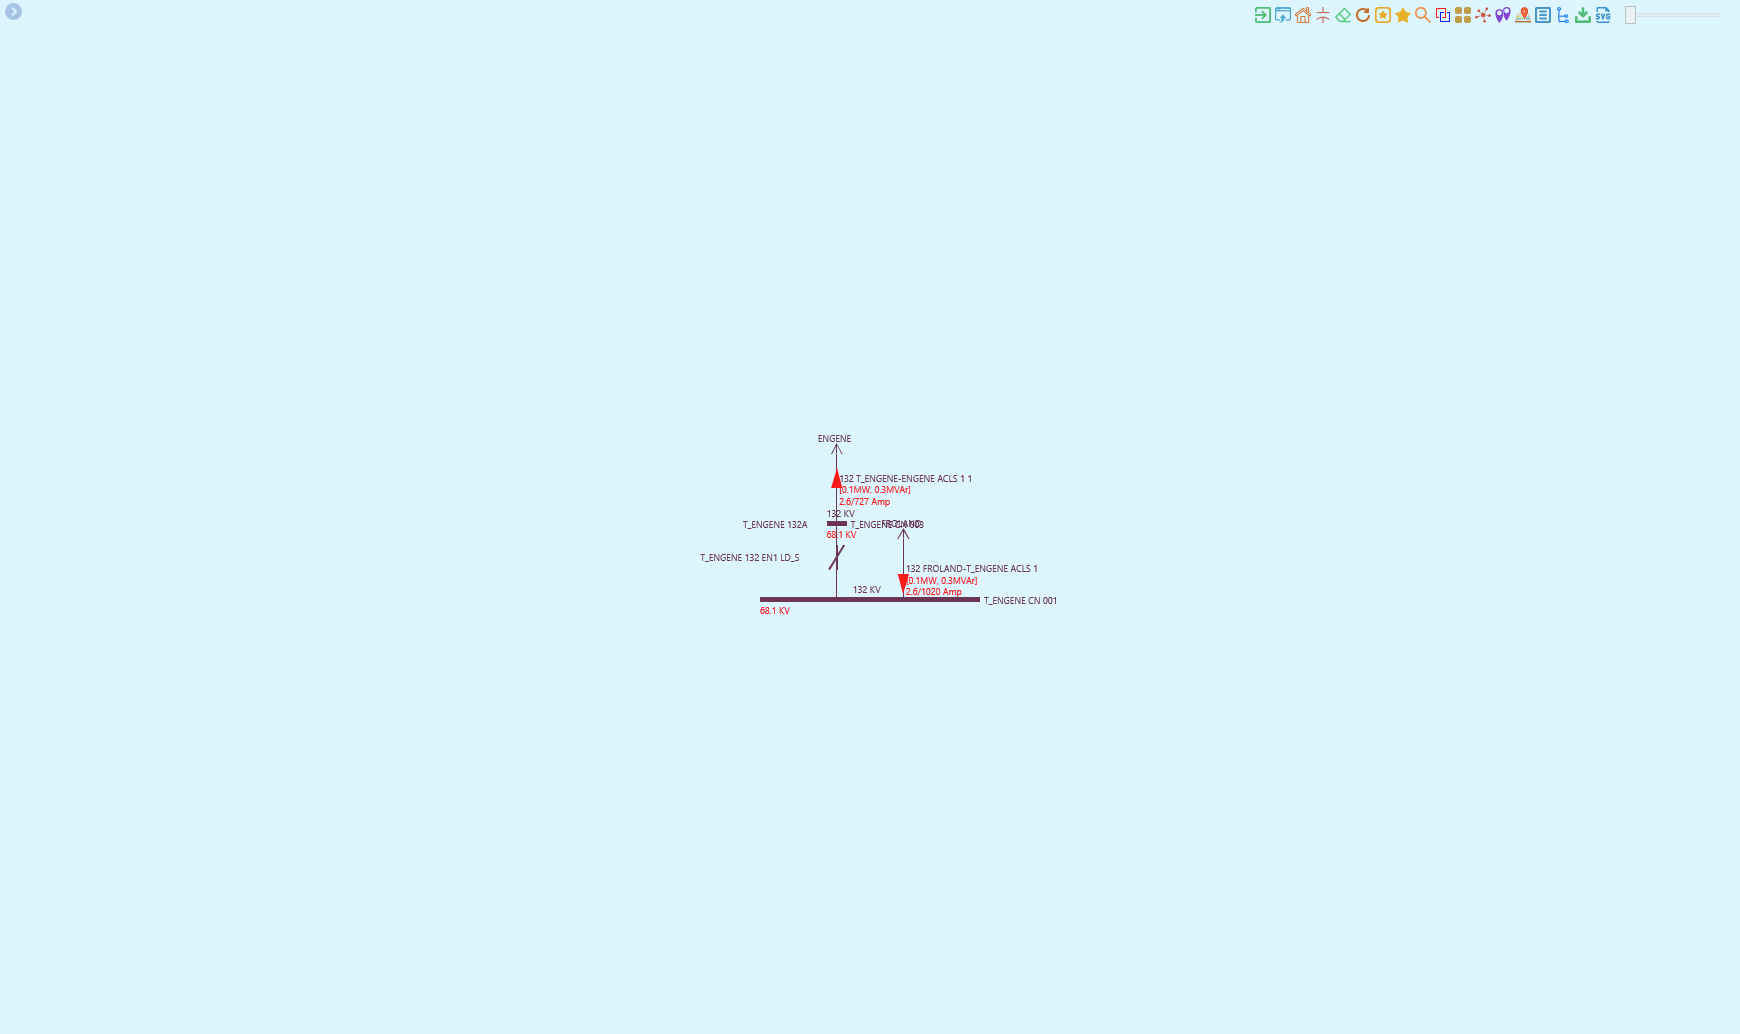 SVG
ENGENE
132 T_ENGENE-ENGENE ACLS 1 1
[0.1MW, 0.3MVAr]
2.6/727 Amp
132 KV
T_ENGENE 132A
T_ENGENE CN 003
FROLAND
68.1 KV
T_ENGENE 132 EN1 LD_S
132 FROLAND-T_ENGENE ACLS 1
[0.1MW, 0.3MVAr]
2.6/1020 Amp
132 KV
T_ENGENE CN 001
68.1 KV